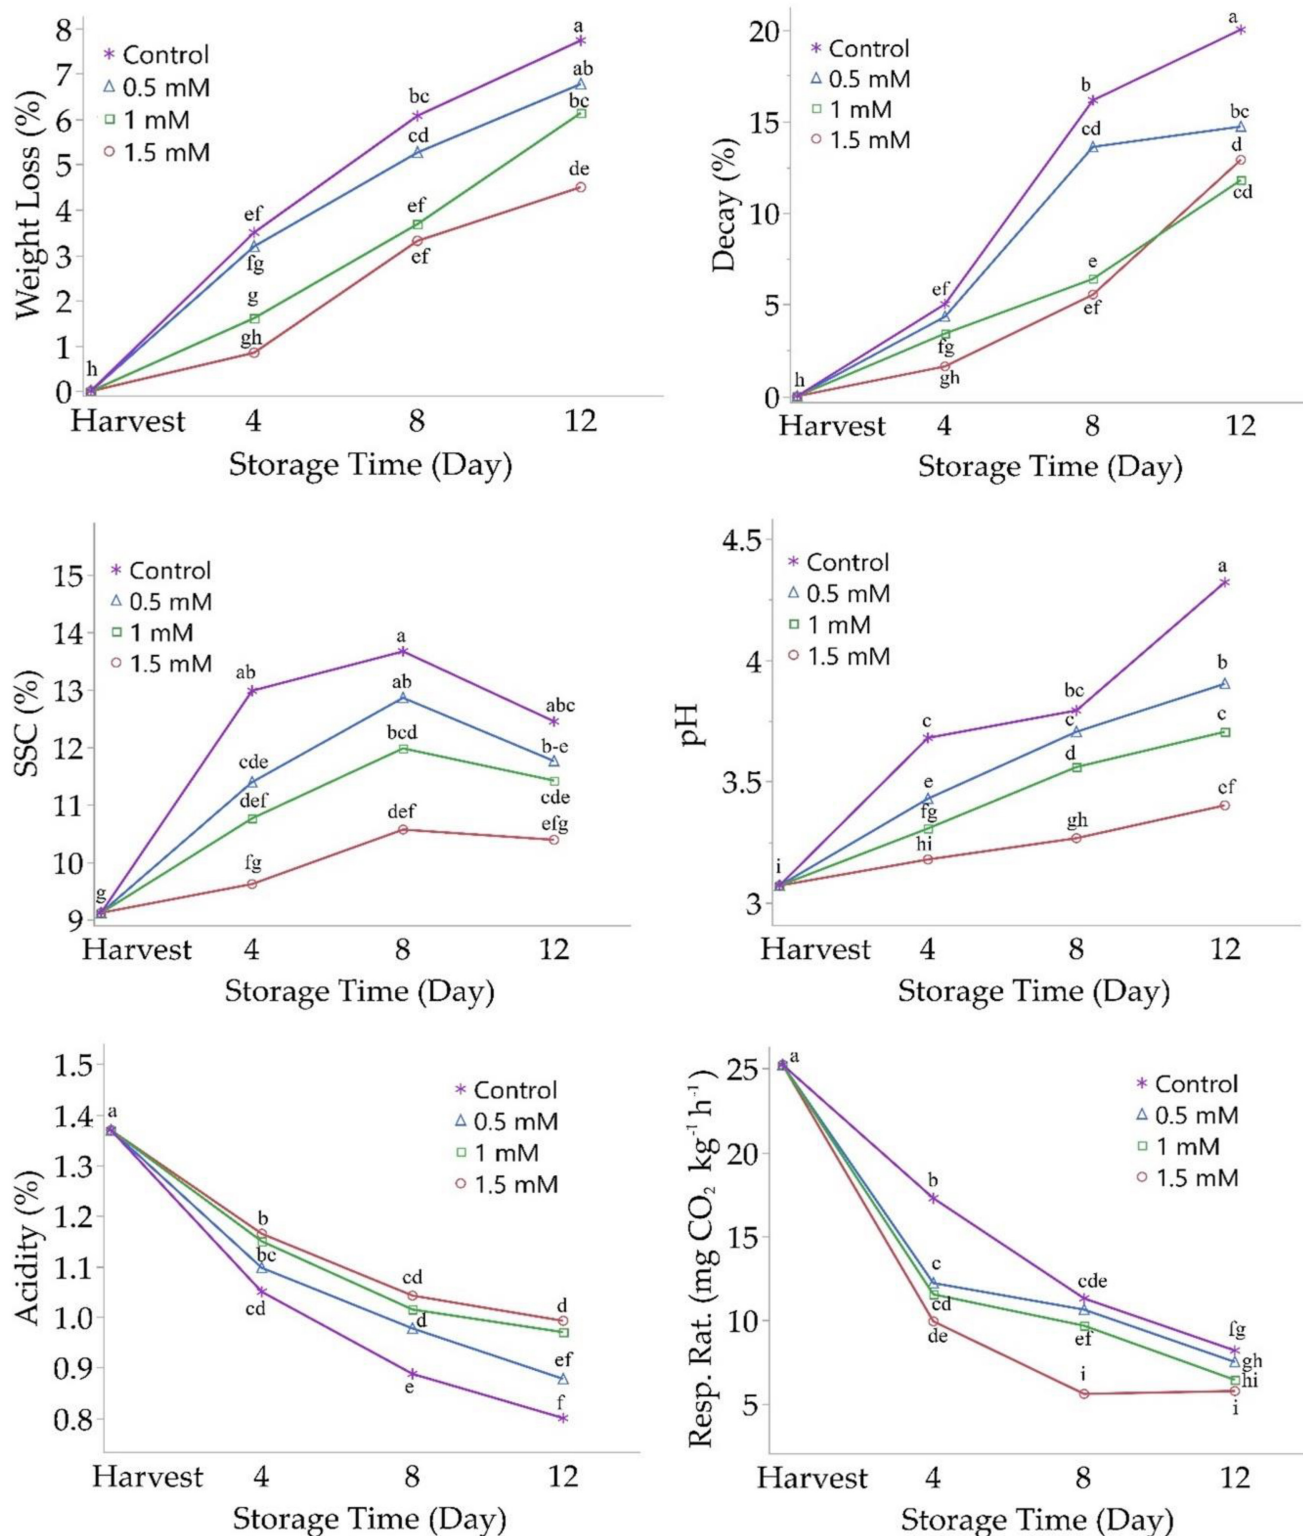 8
7
6
5
4
3
2
1
0
Weight Loss (%)
Control
0.5 mM
1 mM
1.5 mM
a
ab
bc
de
bc
cd
ef
ef
ef
fg
g
gh
h
Harvest 4 8 12
Storage Time (Day)
20
15
10
5
0
Decay (%)
Control
0.5 mM
1 mM
1.5 mM
a
b
cd
bc
d
cd
e
ef
ef
fg
gh
h
Harvest 4 8 12
Storage Time (Day)
15
14
13
12
11
10
9
SSC (%)
Control
0.5 mM
1 mM
1.5 mM
a
ab
ab
abc
bcd
b-e
cde
cde
def
def
efg
fg
g
Harvest 4 8 12
Storage Time (Day)
4.5
4
3.5
3
pH
Control
0.5 mM
1 mM
1.5 mM
a
b
bc
c
c
c
d
e
ef
fg
gh
hi
i
Harvest 4 8 12
Storage Time (Day)
1.5
1.4
1.3
1.2
1.1
1.0
0.9
0.8
Acidity (%)
Control
0.5 mM
1 mM
1.5 mM
a
b
bc
cd
cd
d
d
e
ef
f
Harvest 4 8 12
Storage Time (Day)
25
20
15
10
5
Resp. Rat. (mg CO₂ kg⁻¹ h⁻¹)
Control
0.5 mM
1 mM
1.5 mM
a
b
c
cd
de
cde
ef
i
fg
gh
hi
i
Harvest 4 8 12
Storage Time (Day)